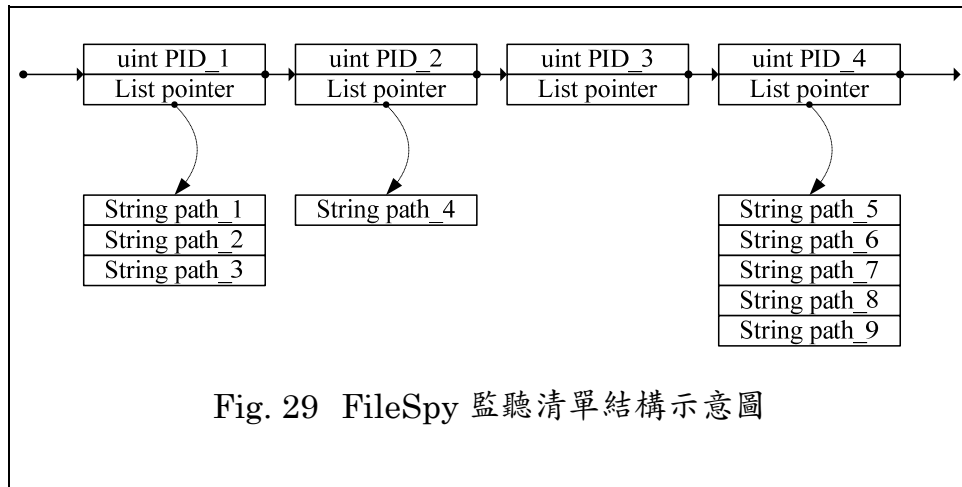 uint PID_1
List pointer
uint PID_2
List pointer
uint PID_3
List pointer
uint PID_4
List pointer
String path_1
String path_2
String path_3
String path_4
String path_5
String path_6
String path_7
String path_8
String path_9
Fig. 29 FileSpy 監聽清單結構示意圖